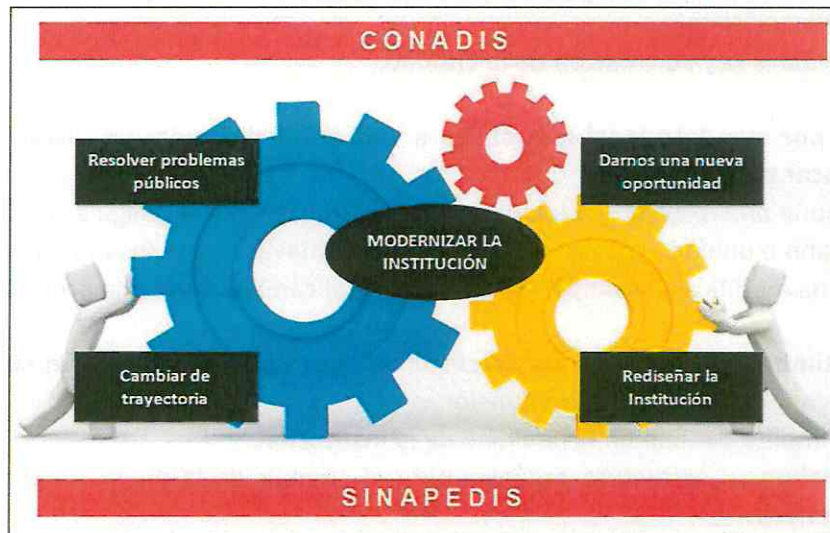 CONADIS
Resolver problemas
públicos
Darnos una nueva
oportunidad
MODERNIZAR LA
INSTITUCIÓN
Cambiar de
trayectoria
Rediseñar la
Institución
SINAPEDIS